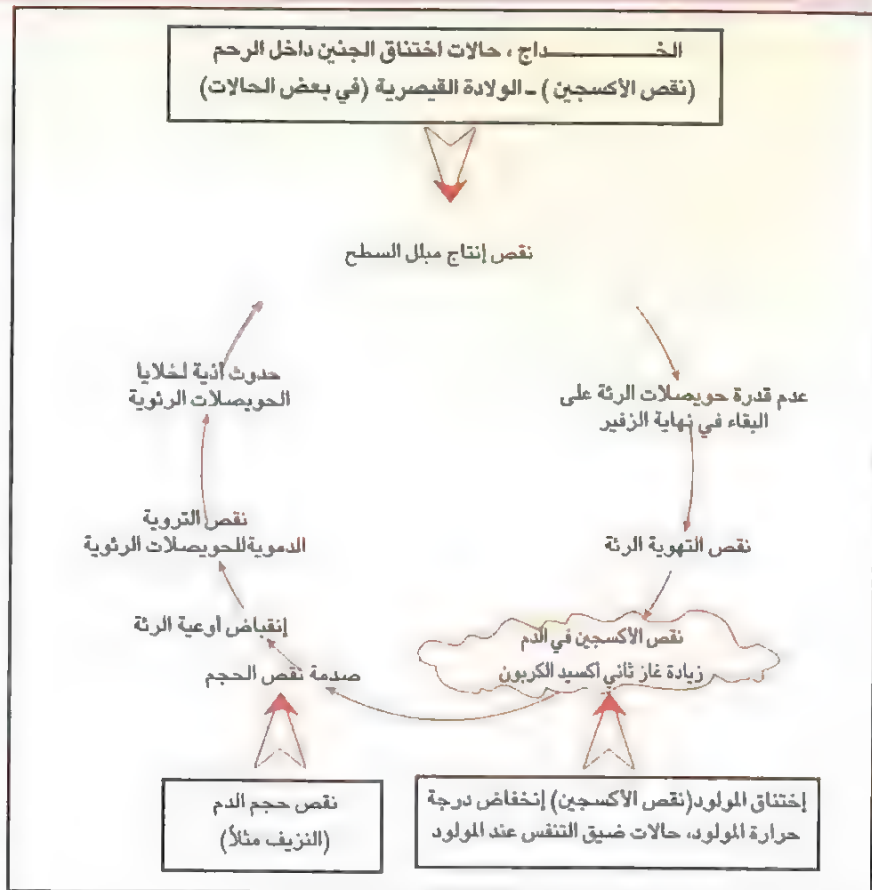 الخـــــــــــداج ، حالات اختناق الجنين داخل الرحم
(نقص الأكسجين) - الولادة القيصرية (في بعض الحالات)
نقص إنتاج مبلل السطح
عدم قدرة حويصلات الرئة على
البقاء في نهاية الزفير
نقص التهوية الرئة
نقص الأكسجين في الدم
زيادة غاز ثاني أكسيد الكربون
صدمة نقص الحجم
إنقباض أوعية الرئة
نقص التروية
الدموية للحويصلات الرئوية
حدوث أذية لخلايا
الحويصلات الرئوية
إختناق المولود (نقص الأكسجين) إنخفاض درجة
حرارة المولود، حالات ضيق التنفس عند المولود
نقص حجم الدم
(النزيف مثلاً)